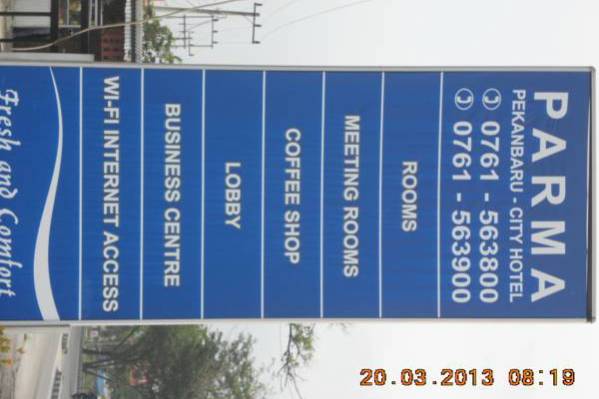 PARMA
PEKANBARU - CITY HOTEL
0761 - 563800
0761 - 563900
ROOMS
MEETING ROOMS
COFFEE SHOP
LOBBY
BUSINESS CENTRE
WI-FI INTERNET ACCESS
Fresh and Comfort
20.03.2013 08:19